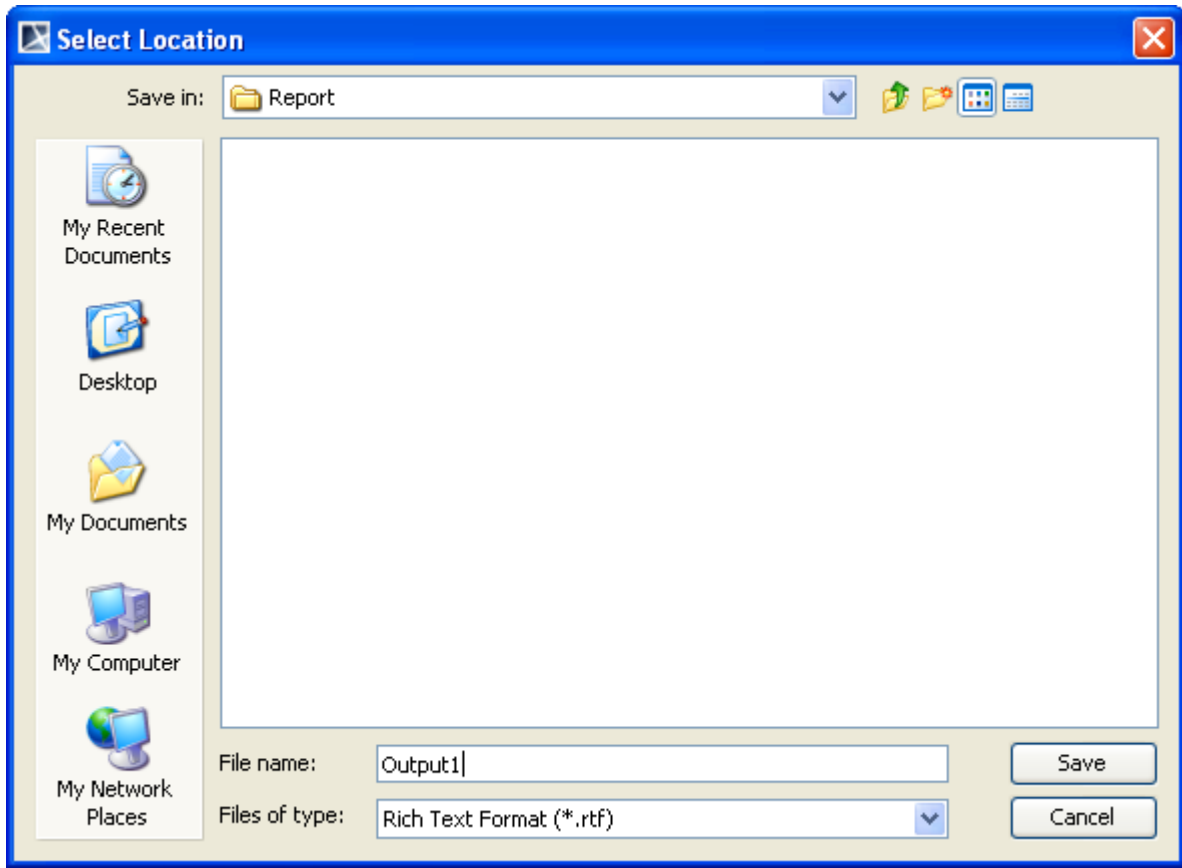 Select Location
Save in:
Report
My Recent
Documents
Desktop
My Documents
My Computer
My Network
Places
File name:
Output1
Save
Files of type:
Rich Text Format (*.rtf)
Cancel